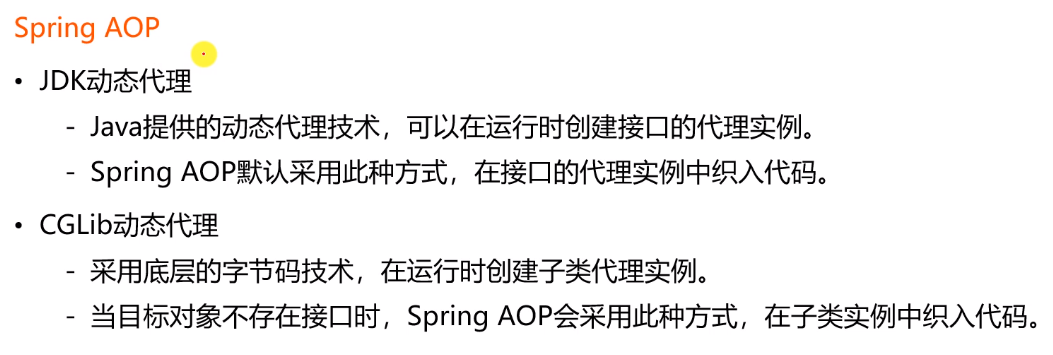 Spring AOP
• JDK动态代理
- Java提供的动态代理技术，可以在运行时创建接口的代理实例。
- Spring AOP默认采用此种方式，在接口的代理实例中织入代码。
• CGLib动态代理
- 采用底层的字节码技术，在运行时创建子类代理实例。
- 当目标对象不存在接口时，Spring AOP会采用此种方式，在子类实例中织入代码。